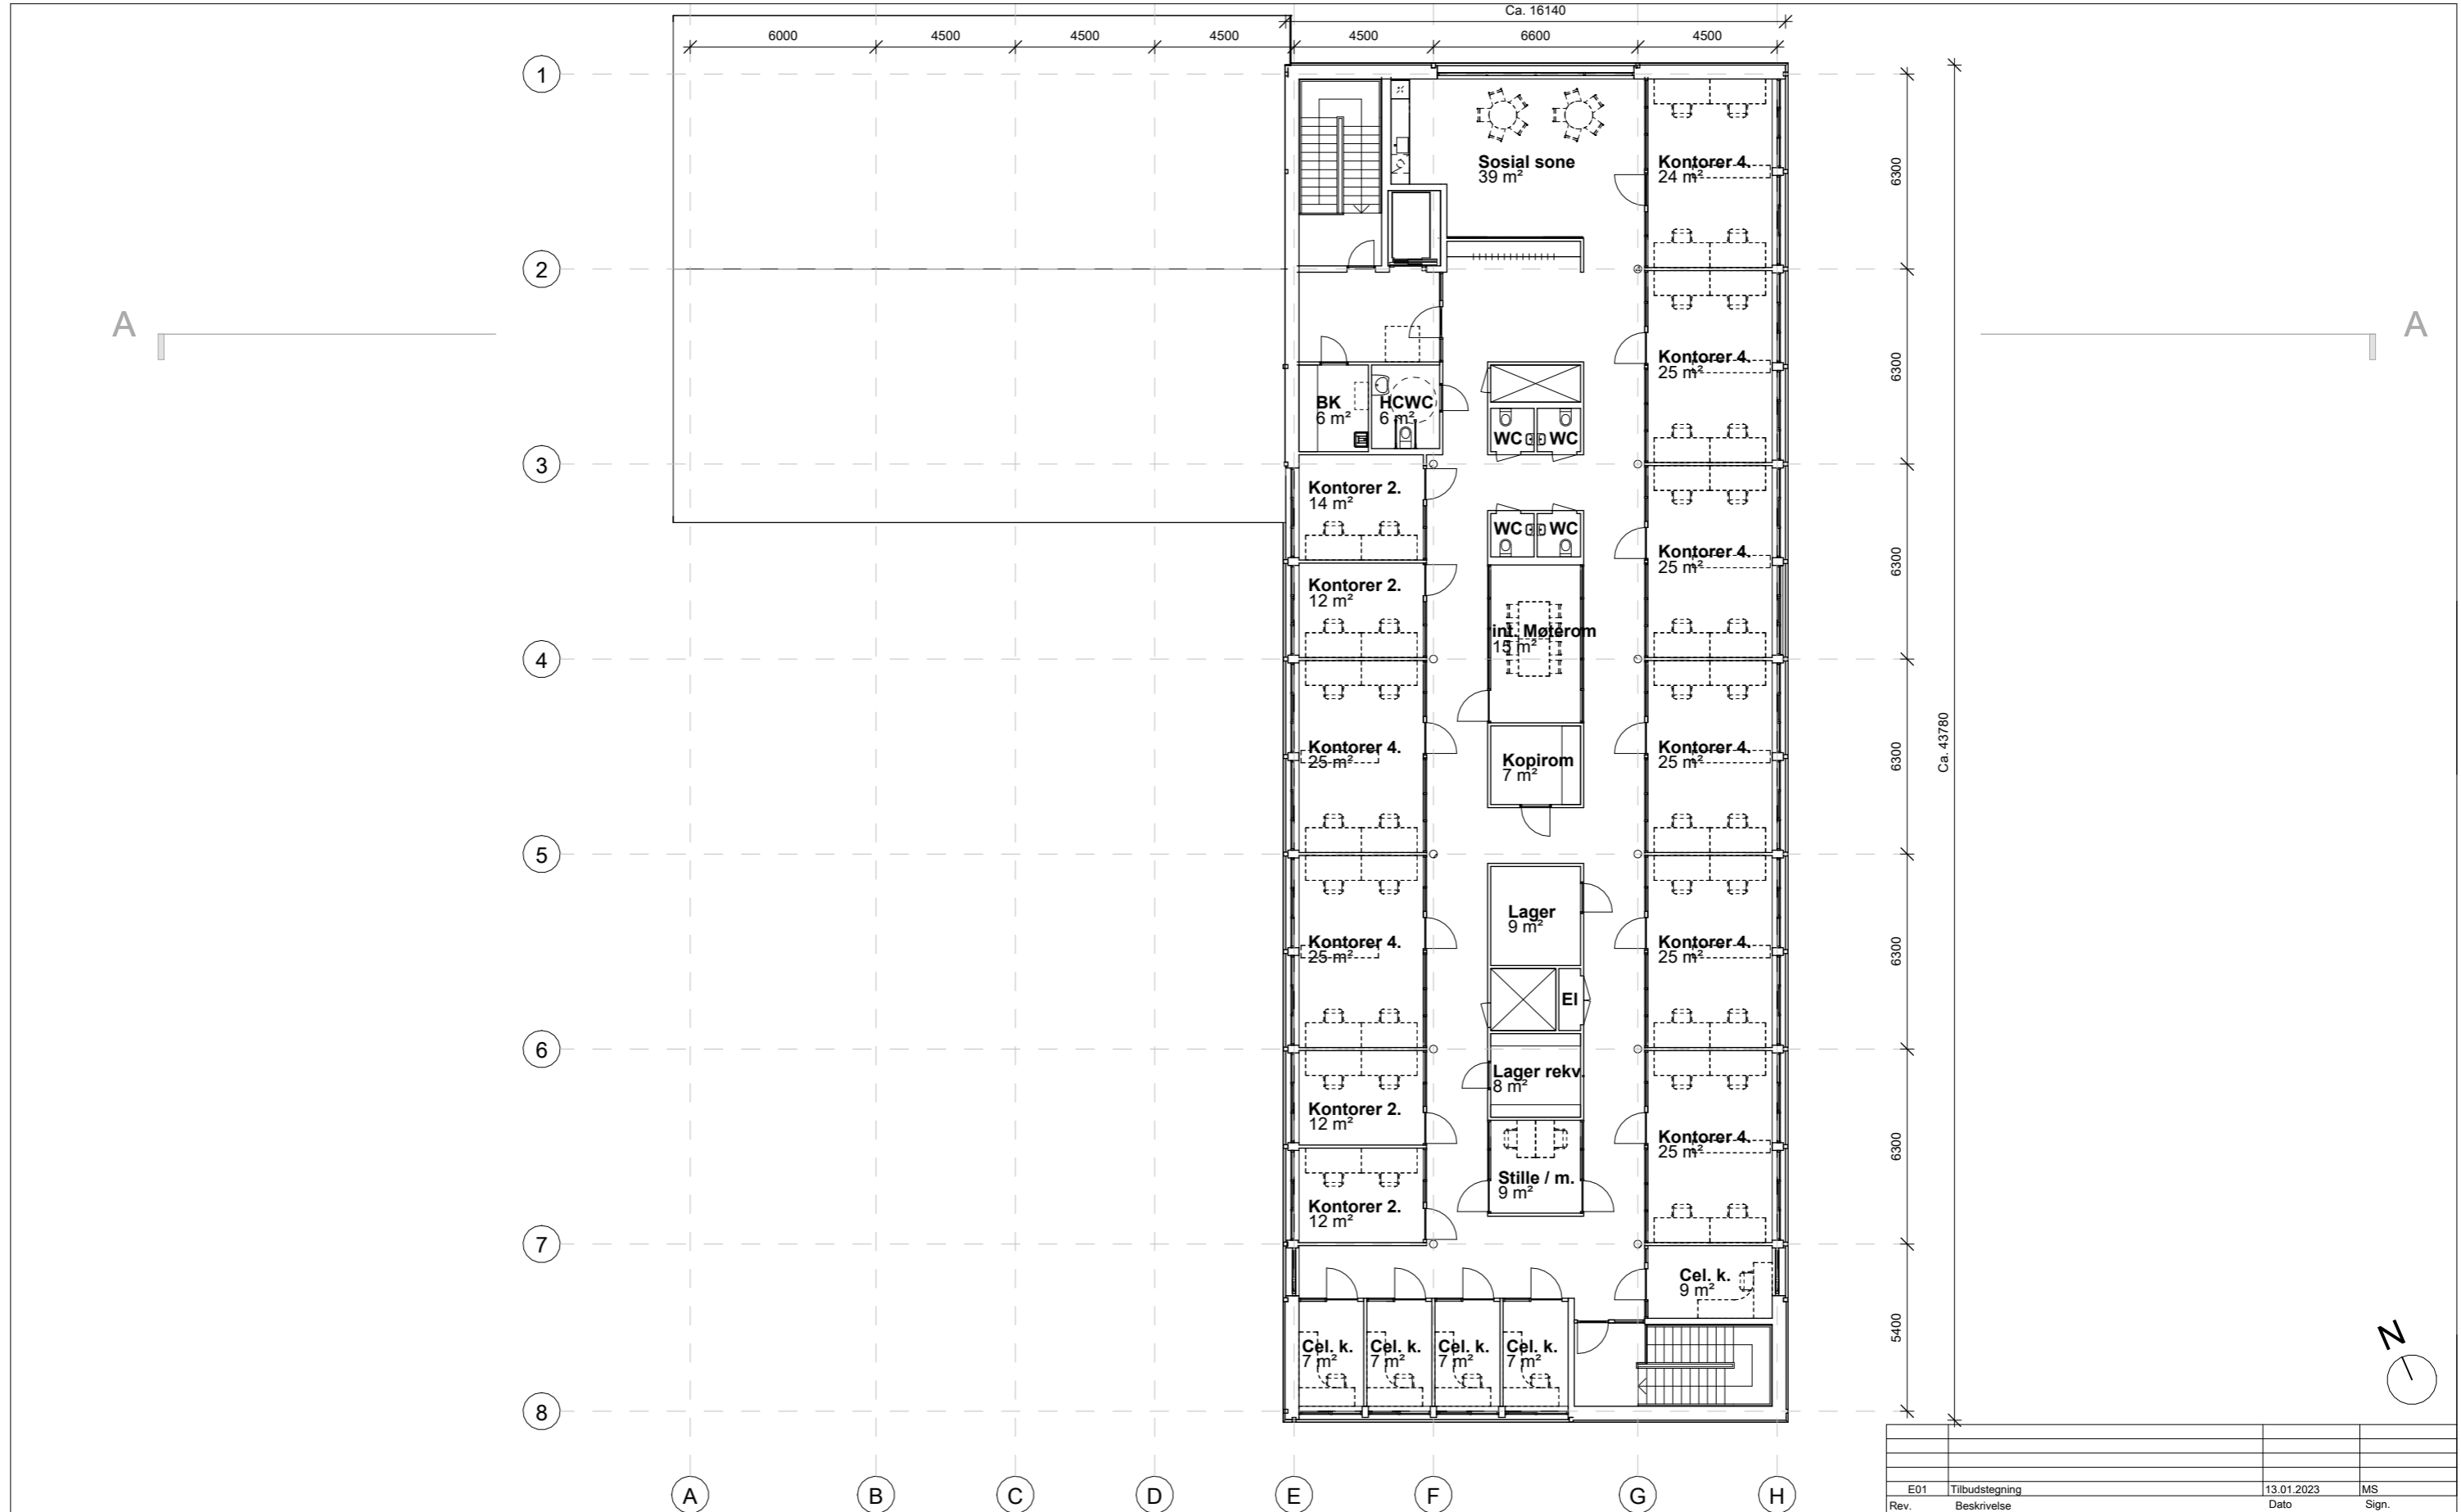 Ca. 16140
6000
4500
4500
4500
4500
6600
4500
1
Sosial sone
39 m²
Kontorer 4.
24 m²
6300
2
A
A
Kontorer 4.
25 m²
6300
BK
6 m²
HCWC
6 m²
WC
WC
3
Kontorer 2.
14 m²
WC
WC
Kontorer 4.
25 m²
6300
Kontorer 2.
12 m²
int. Møterom
15 m²
4
Kontorer 4.
25 m²
Kopirom
7 m²
Kontorer 4.
25 m²
6300
Ca. 43780
5
Lager
9 m²
Kontorer 4.
25 m²
Kontorer 4.
25 m²
6300
El
6
Lager rekv.
8 m²
Kontorer 2.
12 m²
Kontorer 4.
25 m²
6300
Stille / m.
9 m²
Kontorer 2.
12 m²
7
Cel. k.
9 m²
5400
Cel. k.
7 m²
Cel. k.
7 m²
Cel. k.
7 m²
Cel. k.
7 m²
N
8
A
B
C
D
E
F
G
H
E01 Tilbudstegning 13.01.2023 MS
Rev. Beskrivelse Dato Sign.